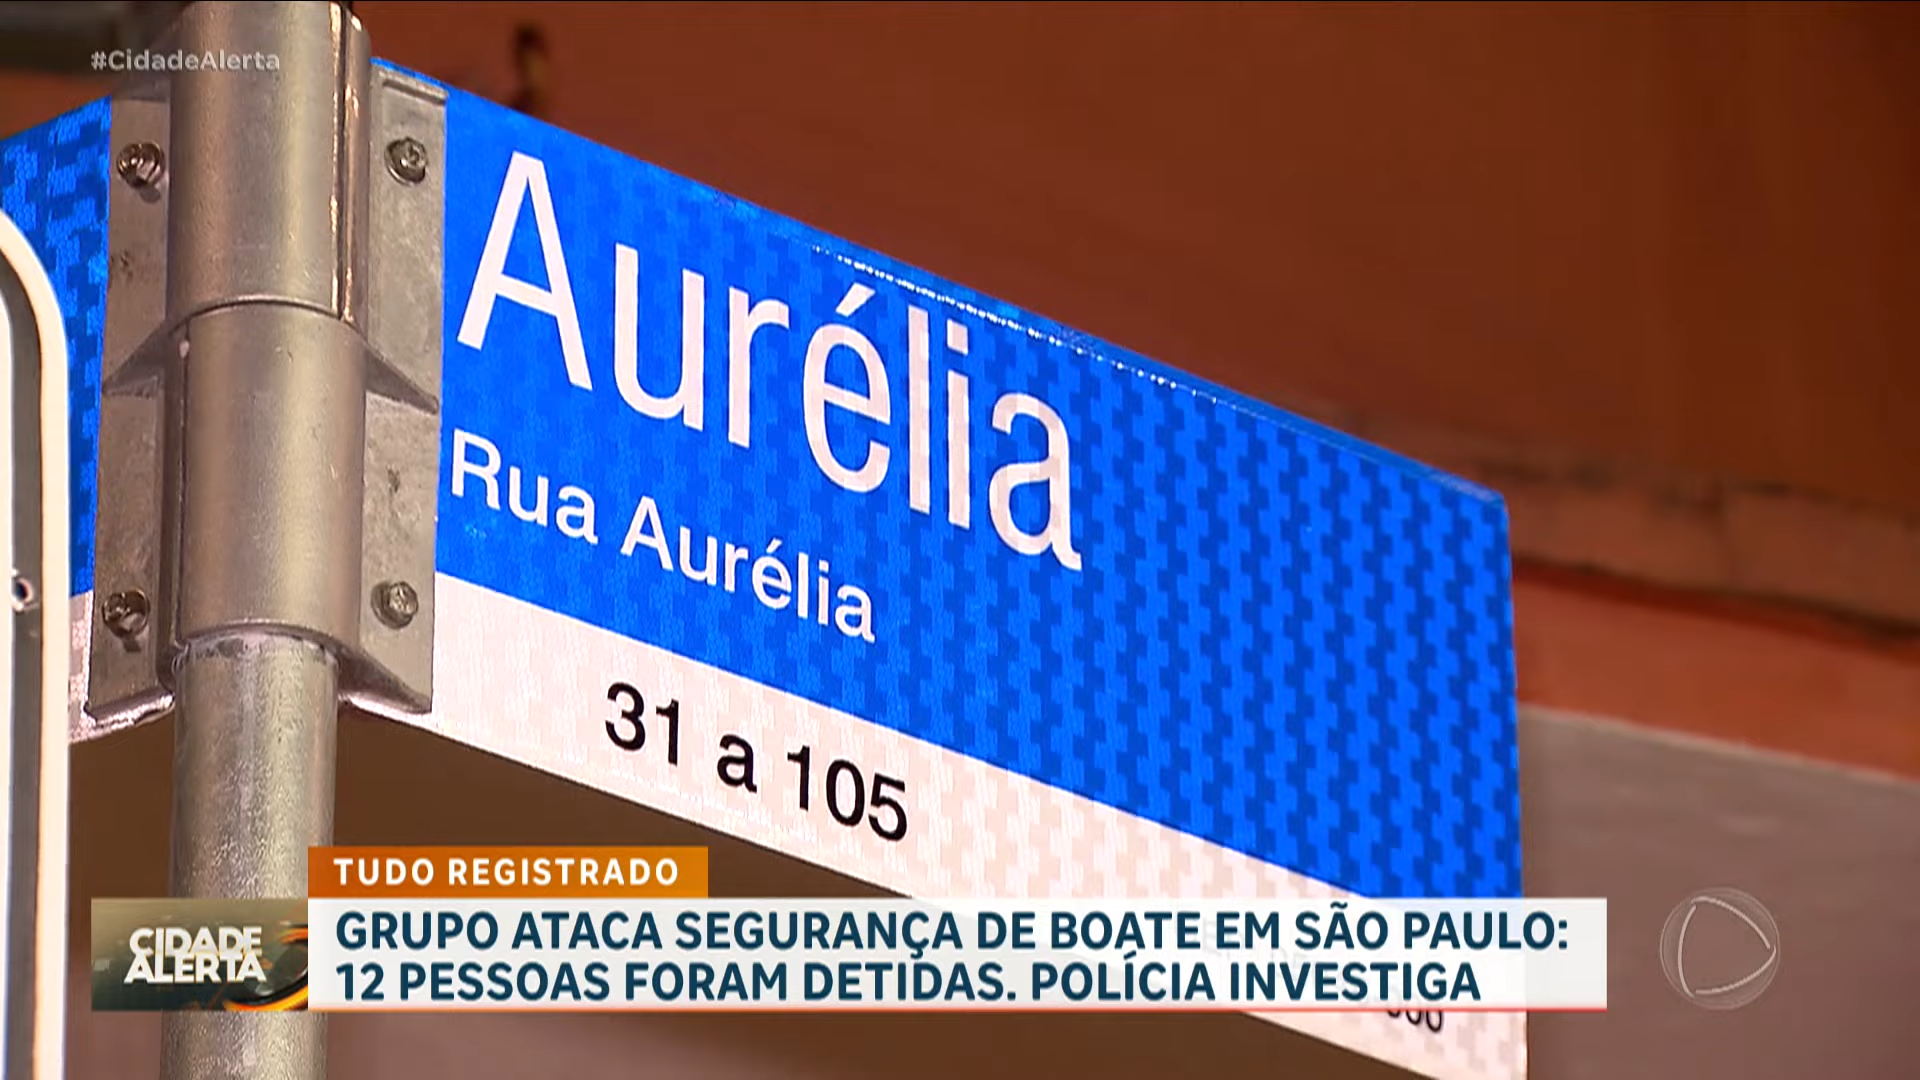 #CidadeAlerta
Aurélia
Rua Aurélia
31 a 105
TUDO REGISTRADO
CIDADE
ALERTA
GRUPO ATACA SEGURANÇA DE BOATE EM SÃO PAULO:
12 PESSOAS FORAM DETIDAS. POLÍCIA INVESTIGA